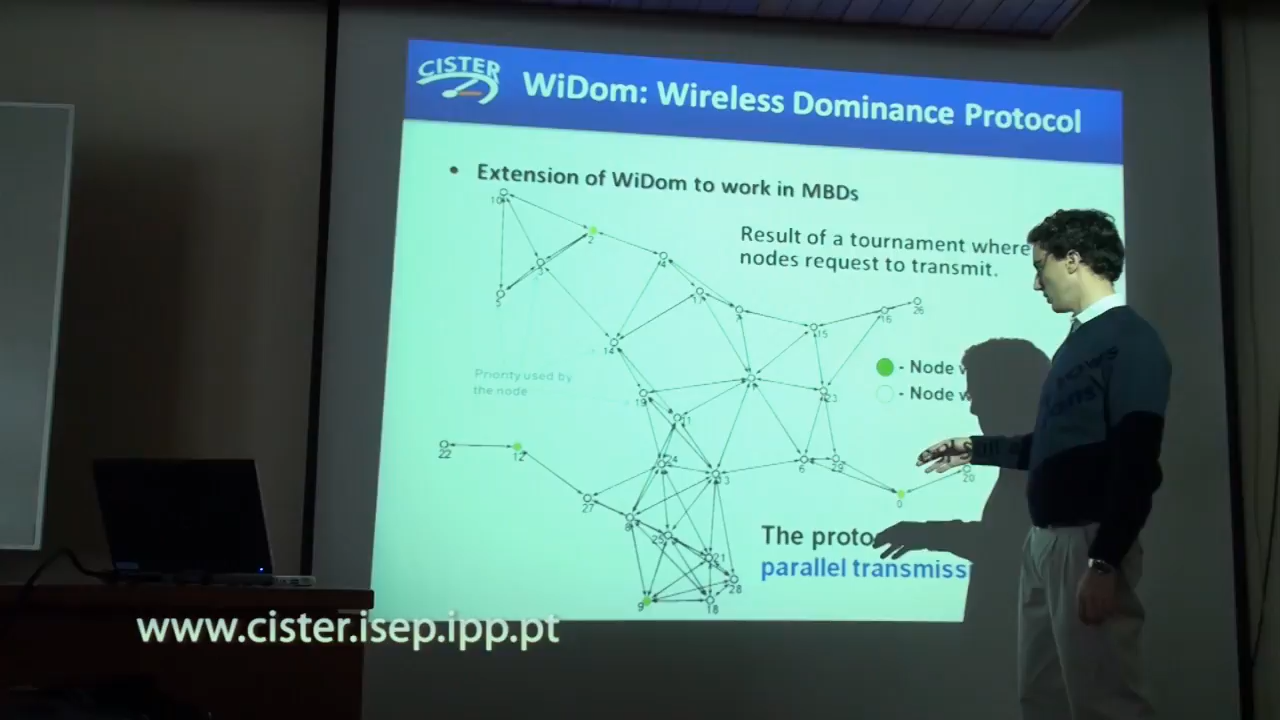 CISTER
WiDom: Wireless Dominance Protocol
• Extension of WiDom to work in MBDs
10
2
3
5
4
17
7
14
15
16
26
Result of a tournament where
nodes request to transmit.
- Node
- Node
Priority used by
the node
19
11
23
22
12
24
13
6
29
20
0
27
8
25
21
28
9
18
The proto
parallel transmiss
www.cister.isep.ipp.pt